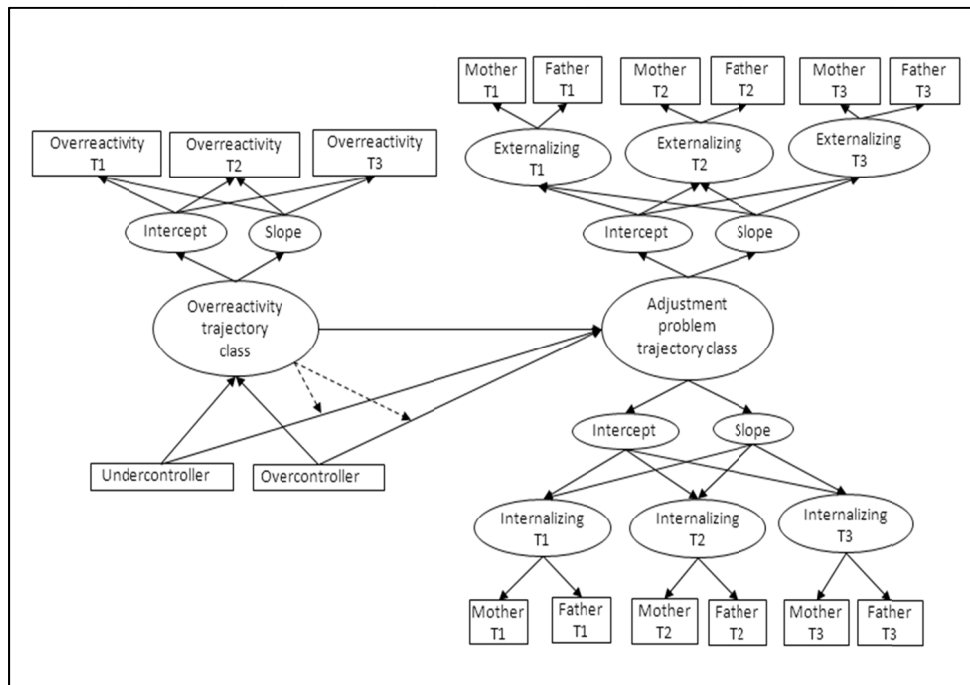 Mother
T1
Father
T1
Mother
T2
Father
T2
Mother
T3
Father
T3
Overreactivity
T1
Overreactivity
T2
Overreactivity
T3
Externalizing
T1
Externalizing
T2
Externalizing
T3
Intercept
Slope
Intercept
Slope
Overreactivity
trajectory
class
Adjustment
problem
trajectory class
Intercept
Slope
Undercontroller
Overcontroller
Internalizing
T1
Internalizing
T2
Internalizing
T3
Mother
T1
Father
T1
Mother
T2
Father
T2
Mother
T3
Father
T3